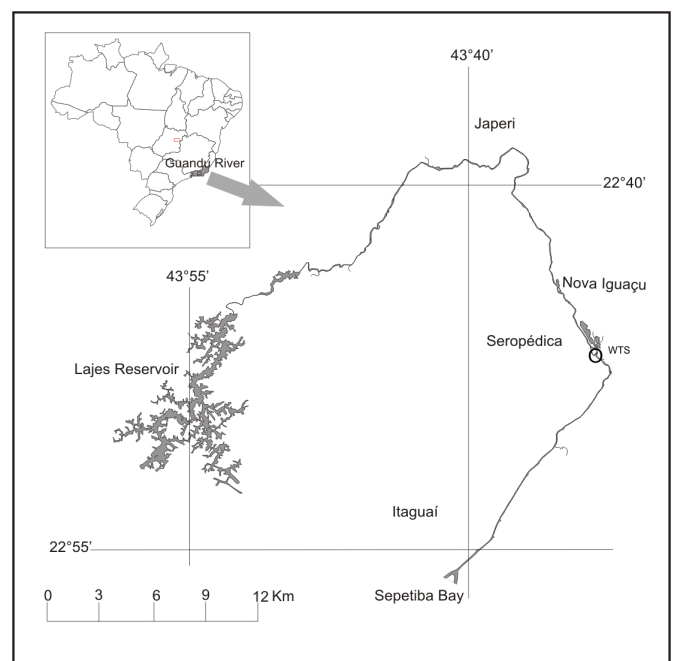 43°40'
Japeri
Guandu River
22°40'
43°55'
Nova Iguaçu
Seropédica
WTS
Lajes Reservoir
Itaguaí
22°55'
Sepetiba Bay
0 3 6 9 12 Km